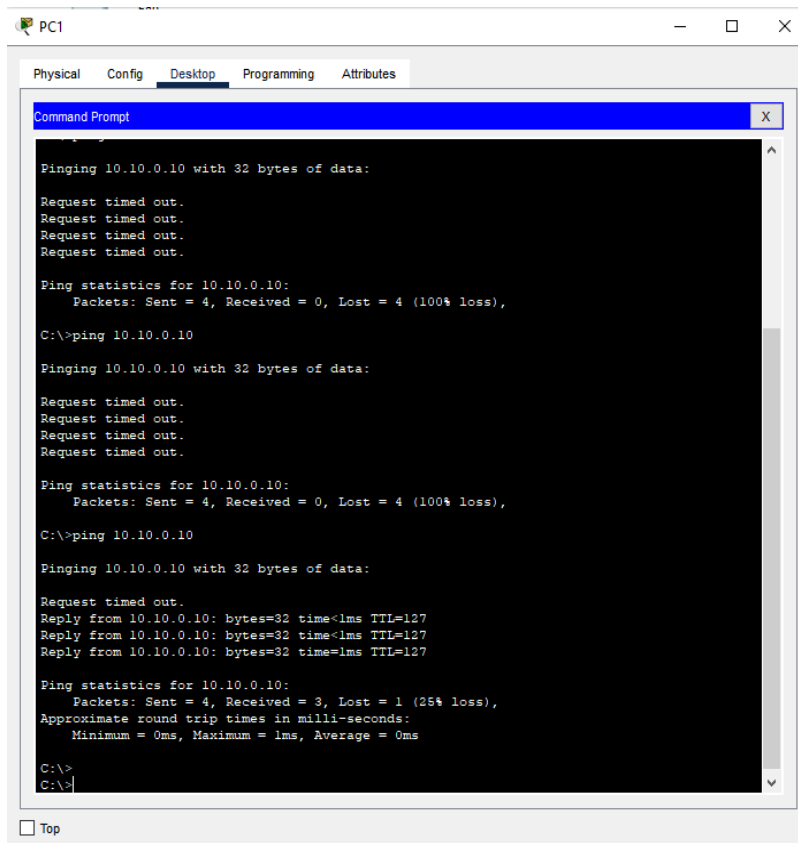 PC1
Physical Config Desktop Programming Attributes
Command Prompt
X
Pinging 10.10.0.10 with 32 bytes of data:
Request timed out.
Request timed out.
Request timed out.
Request timed out.
Ping statistics for 10.10.0.10:
Packets: Sent = 4, Received = 0, Lost = 4 (100% loss),
C:\>ping 10.10.0.10
Pinging 10.10.0.10 with 32 bytes of data:
Request timed out.
Request timed out.
Request timed out.
Request timed out.
Ping statistics for 10.10.0.10:
Packets: Sent = 4, Received = 0, Lost = 4 (100% loss),
C:\>ping 10.10.0.10
Pinging 10.10.0.10 with 32 bytes of data:
Request timed out.
Reply from 10.10.0.10: bytes=32 time<1ms TTL=127
Reply from 10.10.0.10: bytes=32 time<1ms TTL=127
Reply from 10.10.0.10: bytes=32 time=1ms TTL=127
Ping statistics for 10.10.0.10:
Packets: Sent = 4, Received = 3, Lost = 1 (25% loss),
Approximate round trip times in milli-seconds:
Minimum = 0ms, Maximum = 1ms, Average = 0ms
C:\>
C:\>
Top